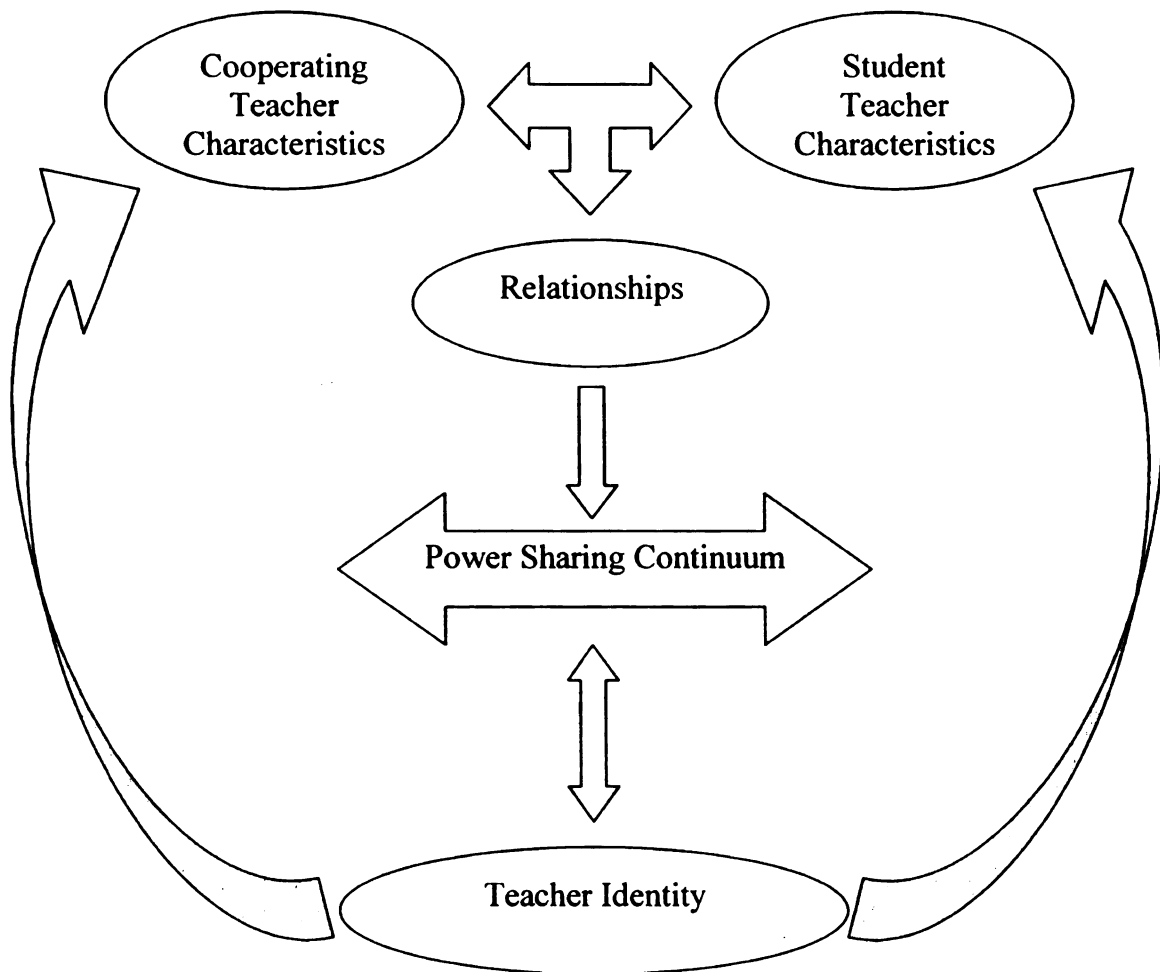 Cooperating
Teacher
Characteristics
Student
Teacher
Characteristics
Relationships
Power Sharing Continuum
Teacher Identity